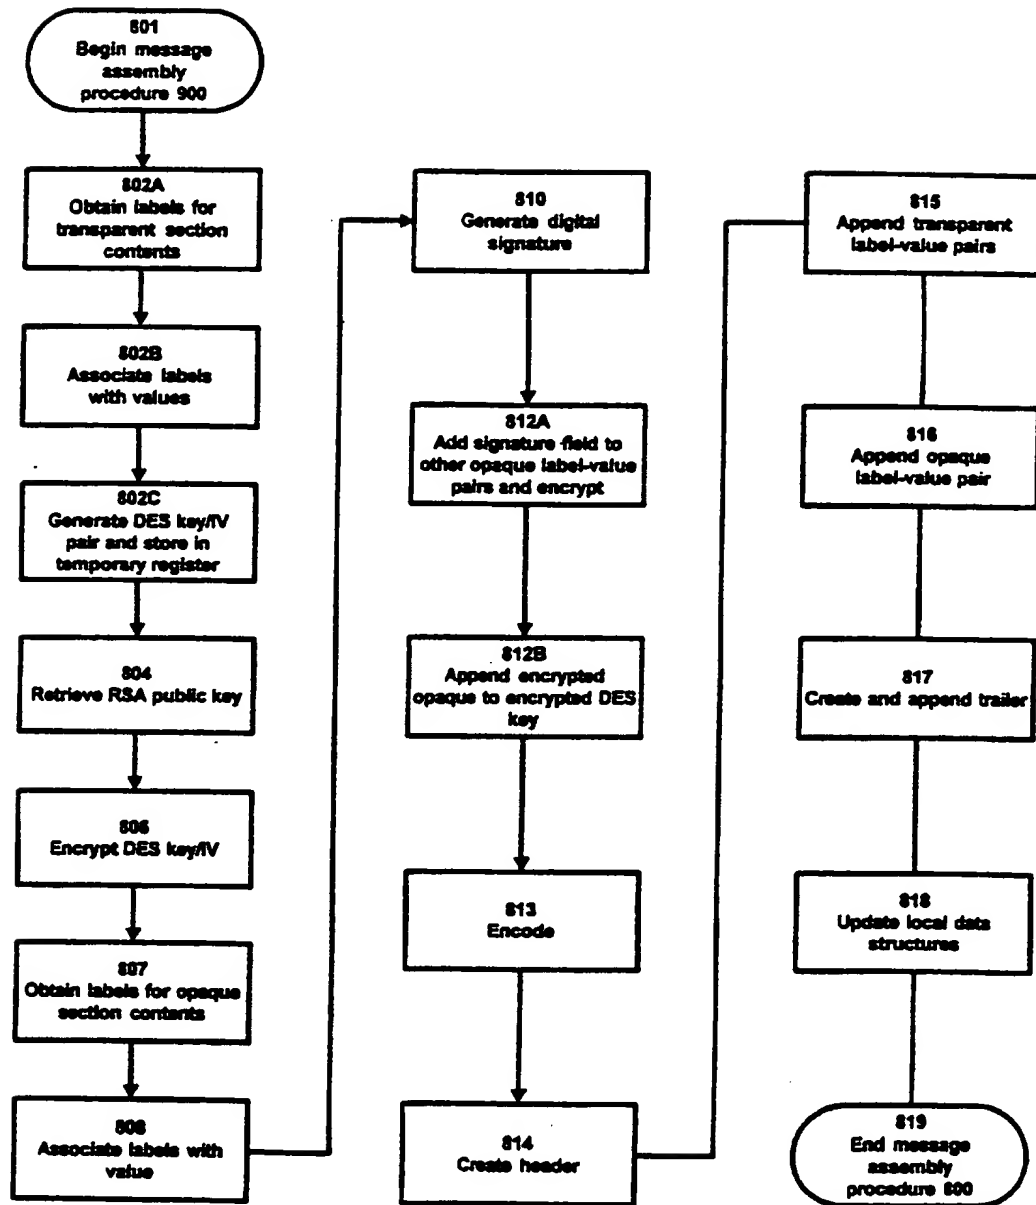 801
Begin message
assembly
procedure 900
802A
Obtain labels for
transparent section
contents
802B
Associate labels
with values
802C
Generate DES key/IV
pair and store in
temporary register
804
Retrieve RSA public key
806
Encrypt DES key/IV
807
Obtain labels for opaque
section contents
808
Associate labels with
value
810
Generate digital
signature
812A
Add signature field to
other opaque label-value
pairs and encrypt
812B
Append encrypted
opaque to encrypted DES
key
813
Encode
814
Create header
815
Append transparent
label-value pairs
816
Append opaque
label-value pair
817
Create and append trailer
818
Update local data
structures
819
End message
assembly
procedure 800